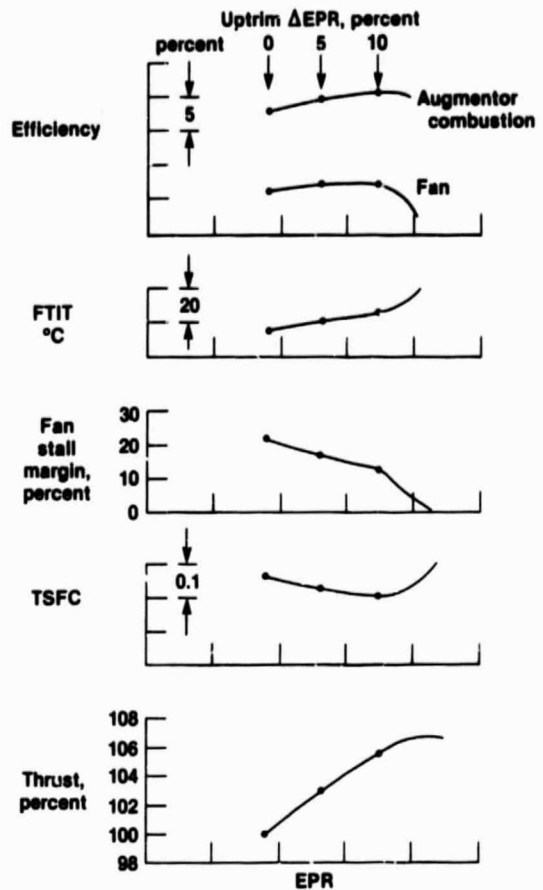 Uptrim ΔEPR, percent
percent 0 5 10
Efficiency
5
Augmentor
combustion
Fan
FTIT
°C
20
Fan
stall
margin,
percent
30
20
10
0
TSFC
0.1
Thrust,
percent
108
106
104
102
100
98
EPR